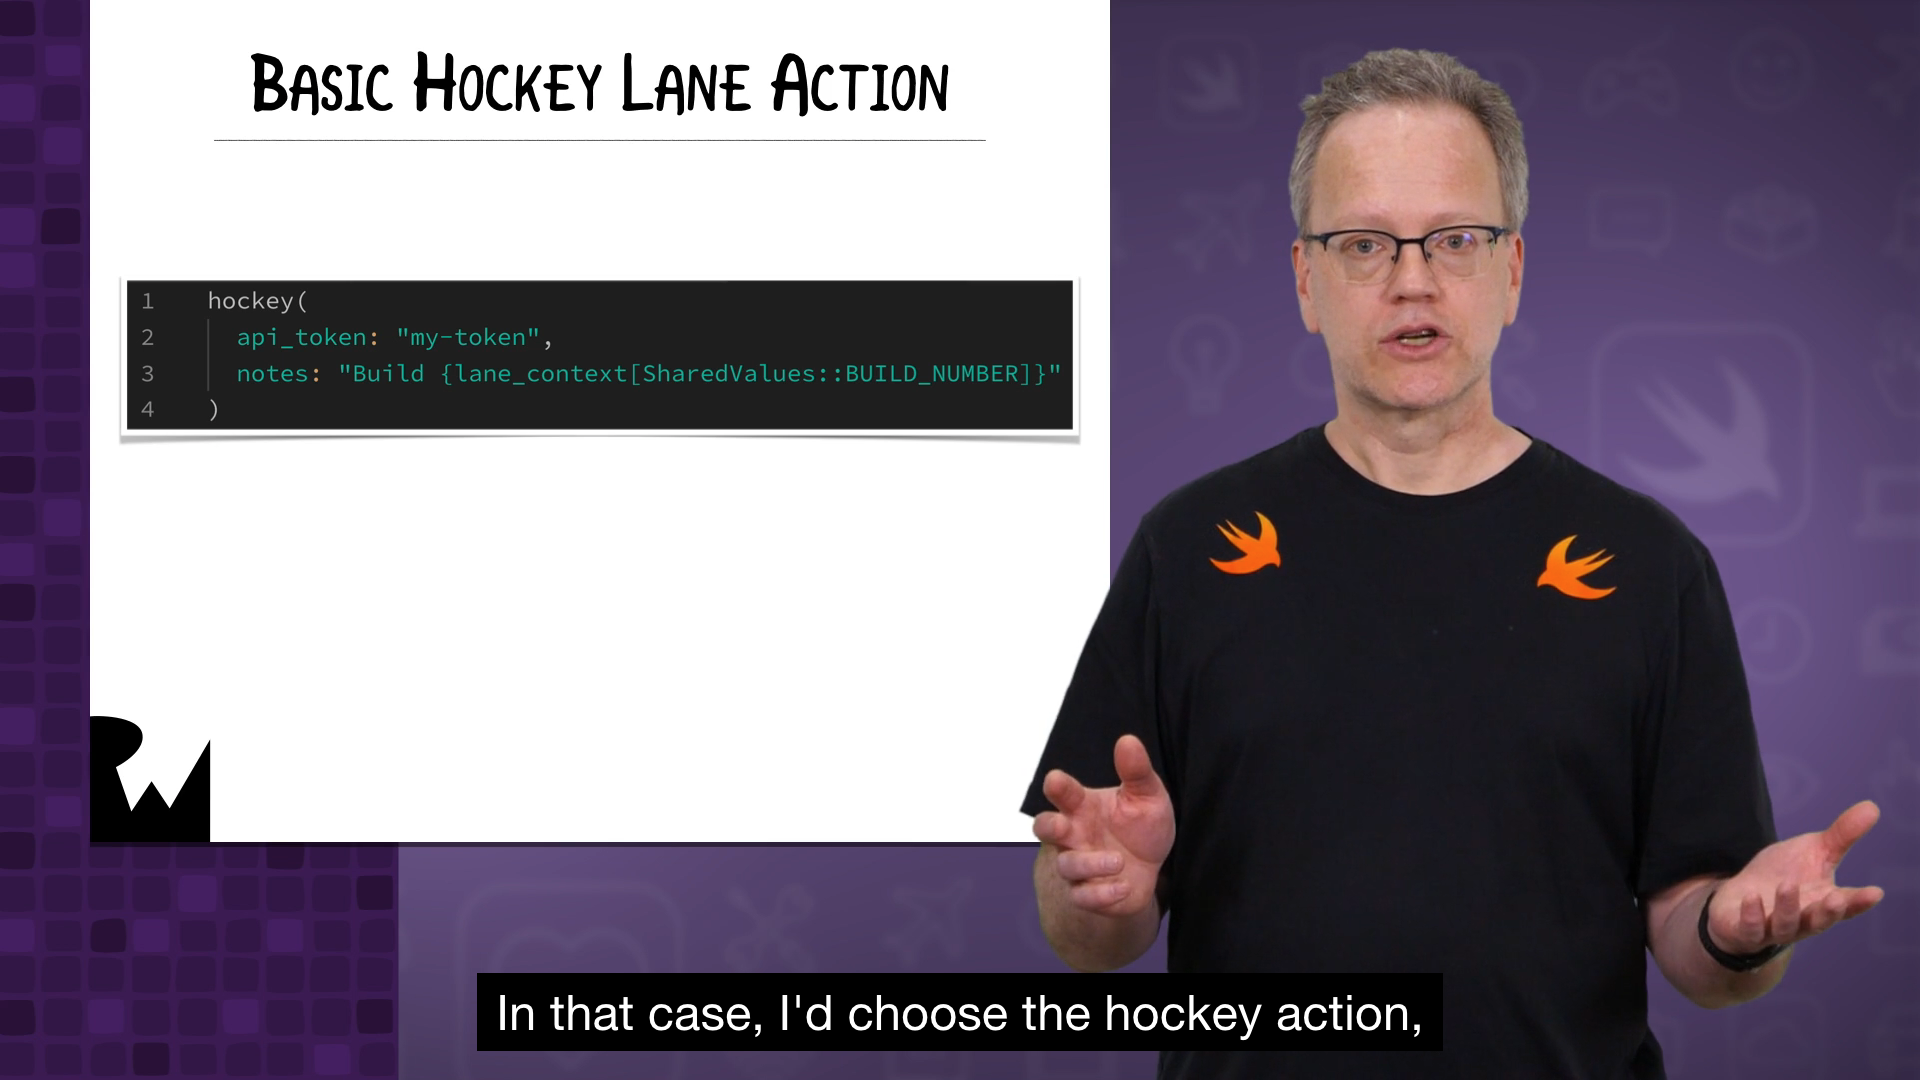 BASIC HOCKEY LANE ACTION
1 hockey(
2 api_token: "my-token",
3 notes: "Build {lane_context[SharedValues::BUILD_NUMBER]}"
4 )
RW
In that case, I'd choose the hockey action,